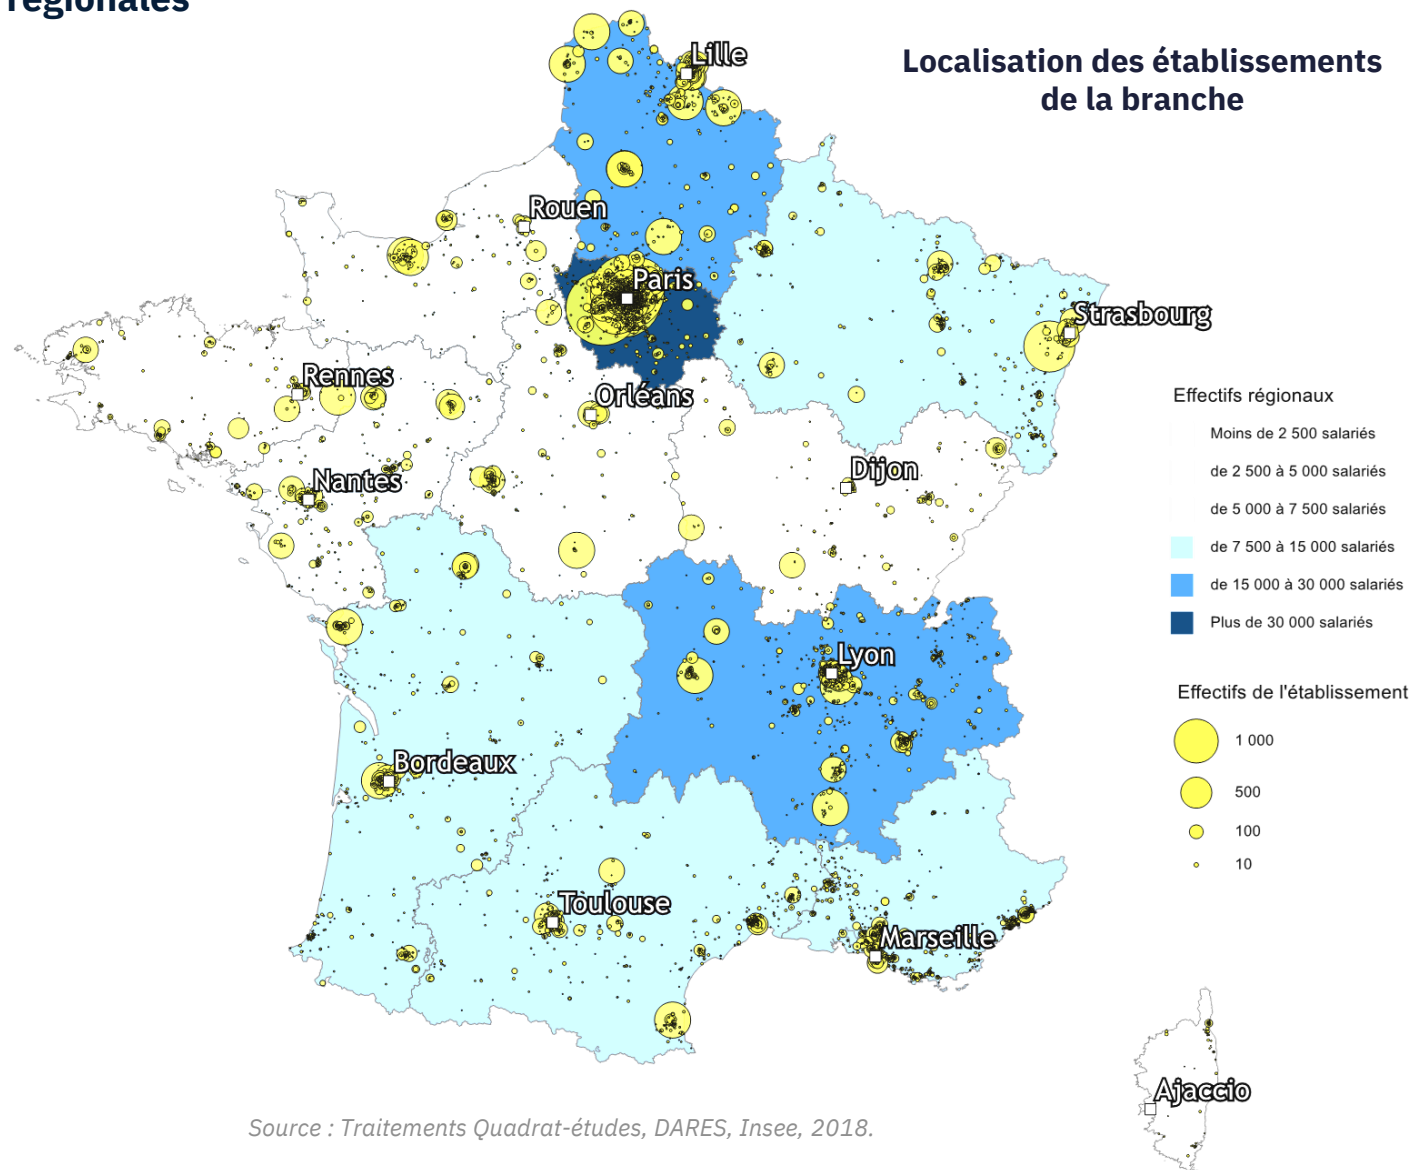 régionales
Localisation des établissements
de la branche
Lille
Rouen
Paris
Strasbourg
Rennes
Orléans
Nantes
Dijon
Lyon
Bordeaux
Toulouse
Marseille
Ajaccio
Effectifs régionaux
Moins de 2 500 salariés
de 2 500 à 5 000 salariés
de 5 000 à 7 500 salariés
de 7 500 à 15 000 salariés
de 15 000 à 30 000 salariés
Plus de 30 000 salariés
Effectifs de l'établissement
1 000
500
100
10
Source : Traitements Quadrat-études, DARES, Insee, 2018.